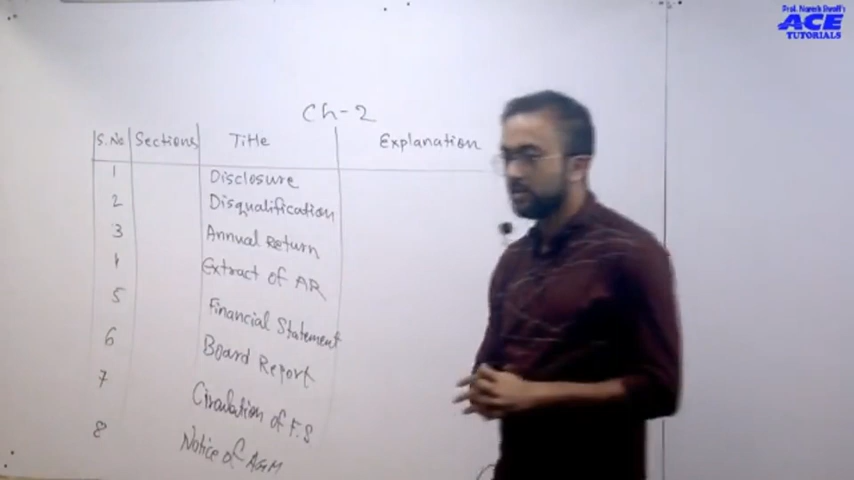 Prof. Naresh Shroff's
ACE
TUTORIALS
Ch-2
S.No Sections Title Explanation
1 Disclosure
2 Disqualification
3 Annual Return
4 Extract of AR
5 Financial Statement
6 Board Report
7 Circulation of F.S
8 Notice of AGM